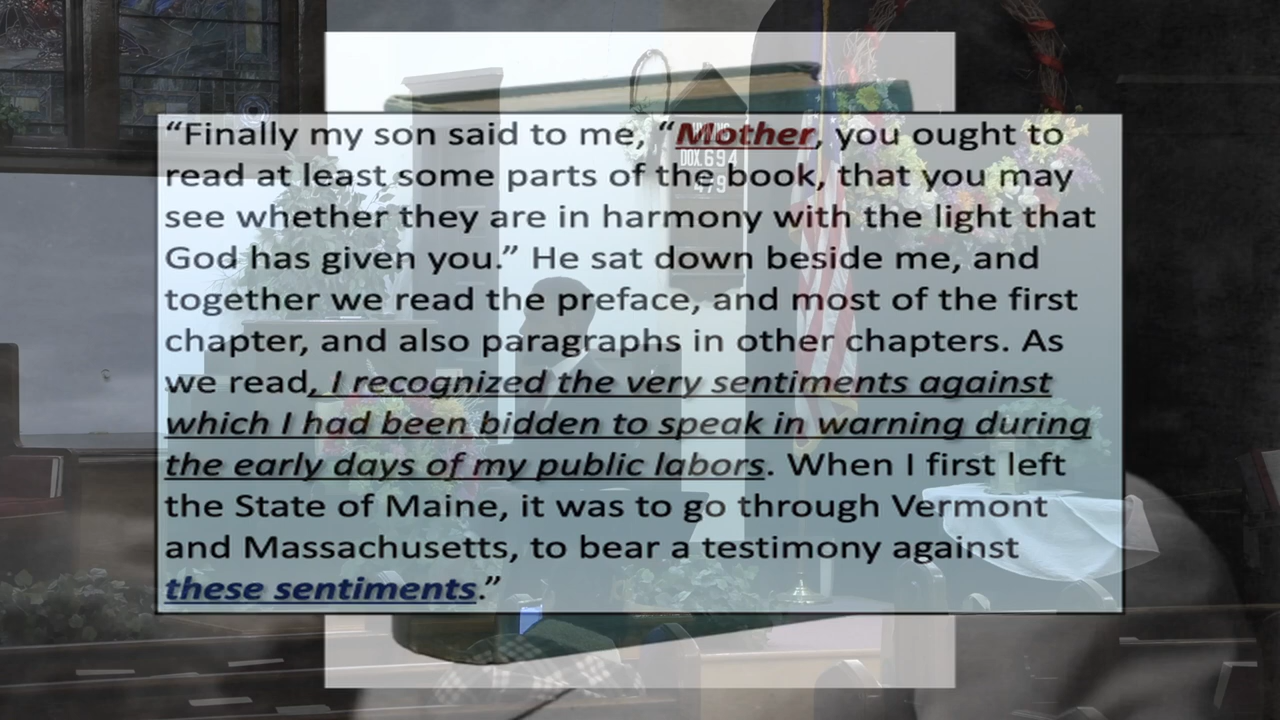 “Finally my son said to me, “Mother, you ought to
read at least some parts of the book, that you may
see whether they are in harmony with the light that
God has given you.” He sat down beside me, and
together we read the preface, and most of the first
chapter, and also paragraphs in other chapters. As
we read, I recognized the very sentiments against
which I had been bidden to speak in warning during
the early days of my public labors. When I first left
the State of Maine, it was to go through Vermont
and Massachusetts, to bear a testimony against
these sentiments.”
DOX.694
479